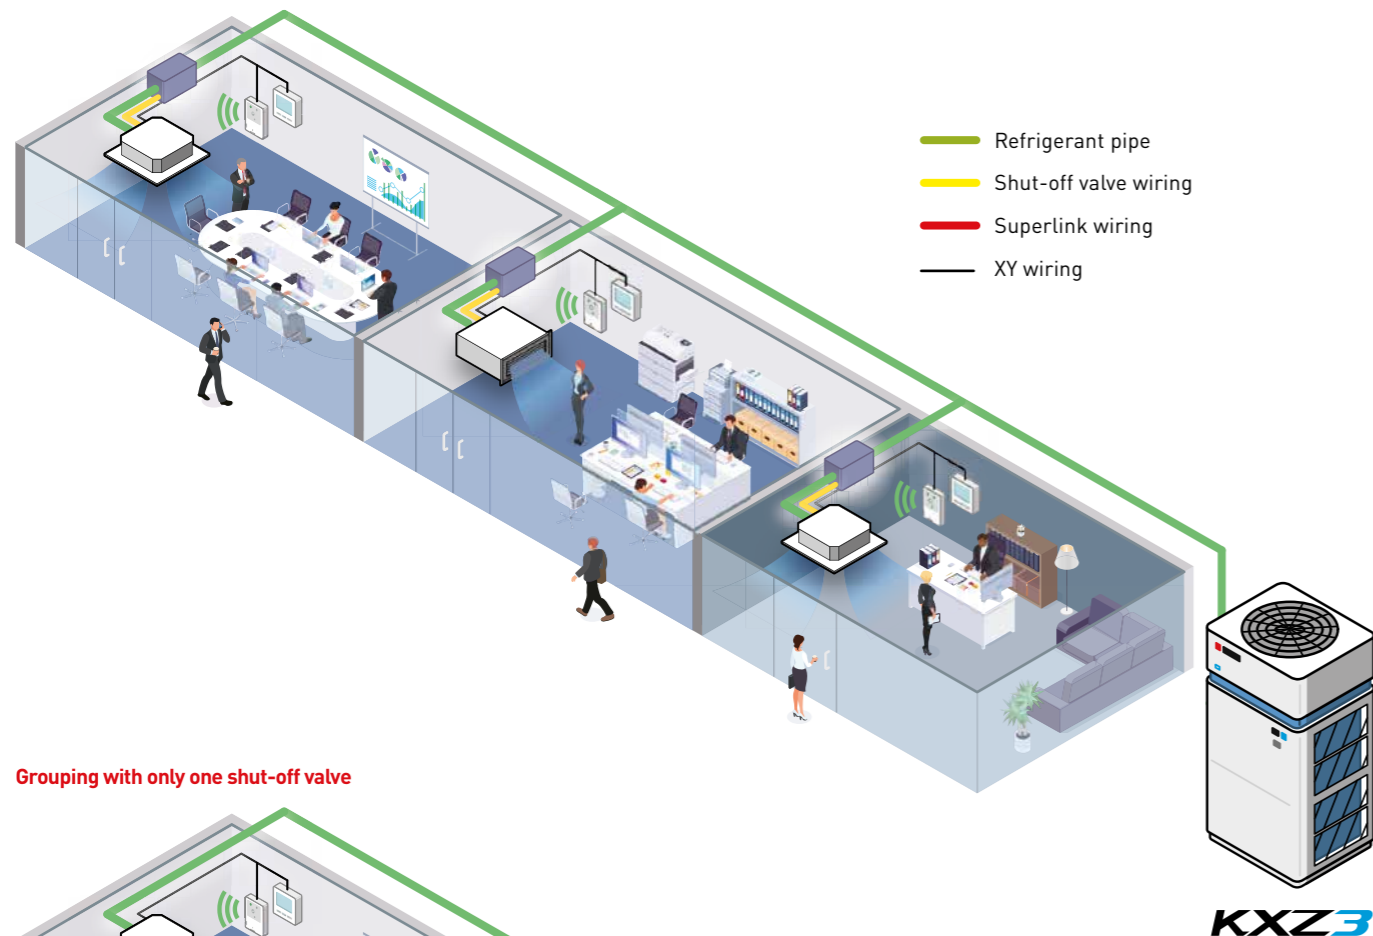 Refrigerant pipe
Shut-off valve wiring
Superlink wiring
XY wiring
Grouping with only one shut-off valve
KXZ3